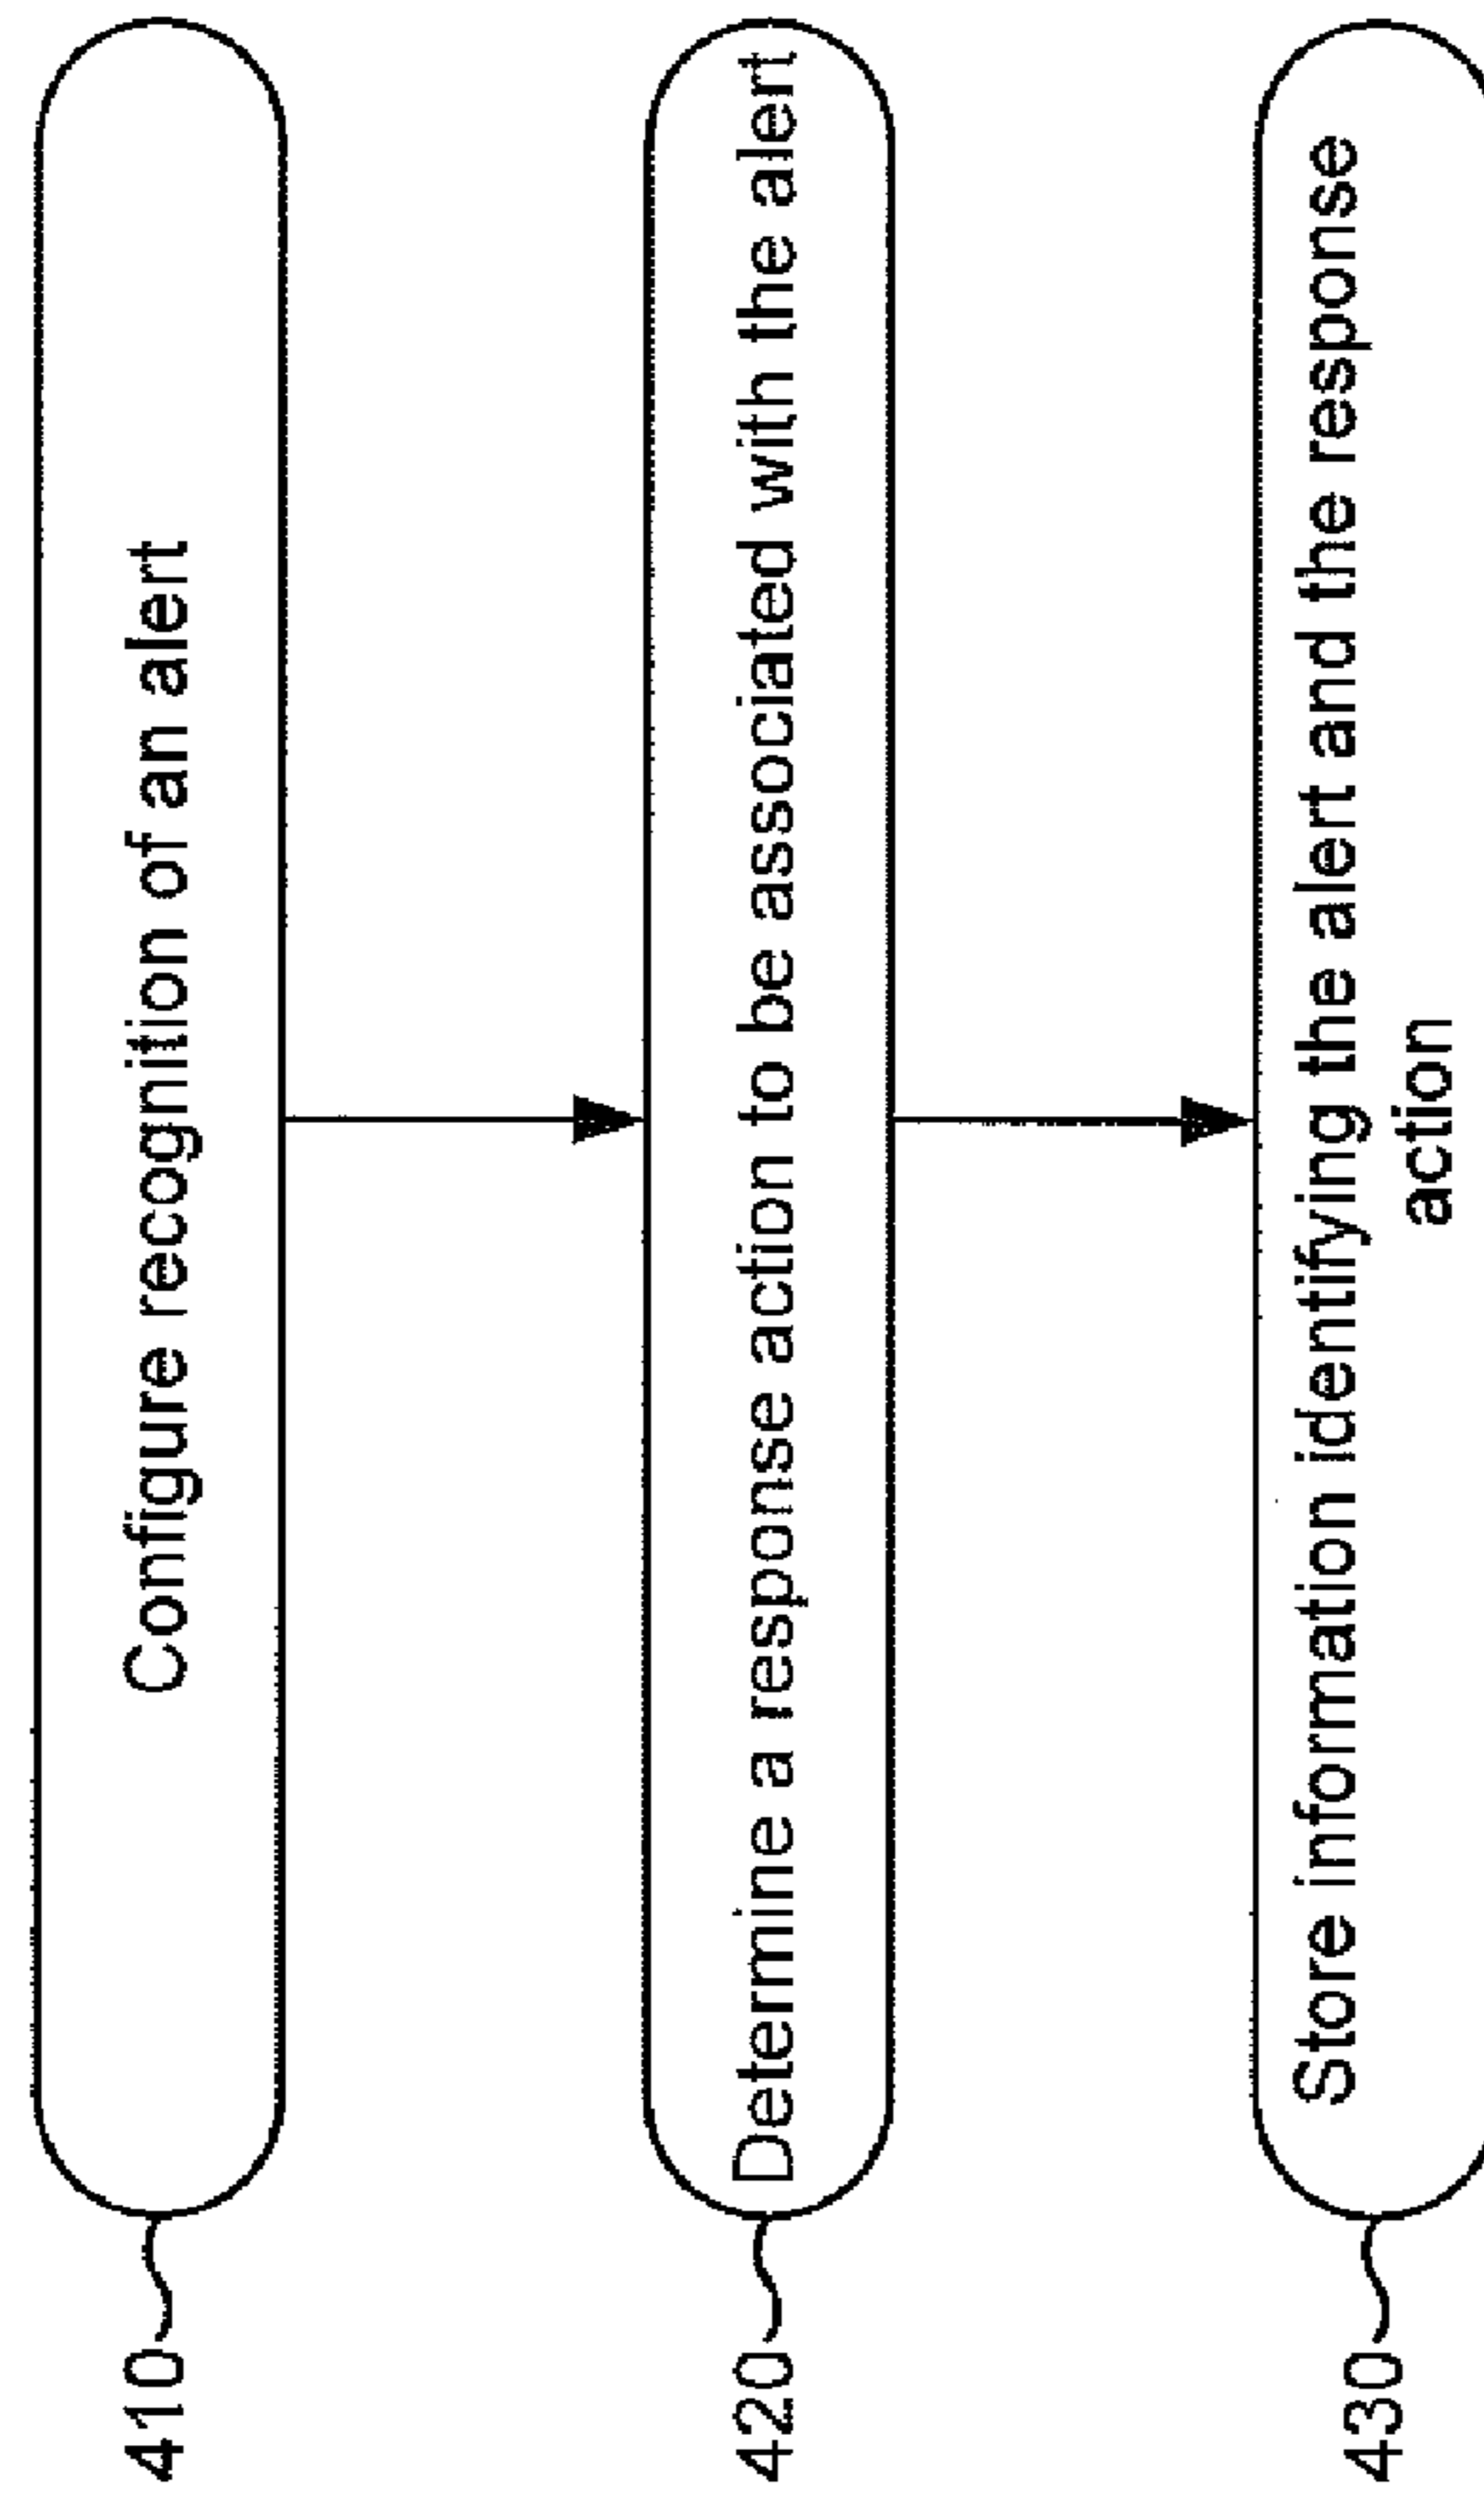 410
Configure recognition of an alert
420
Determine a response action to be associated with the alert
430
Store information identifying the alert and the response
action